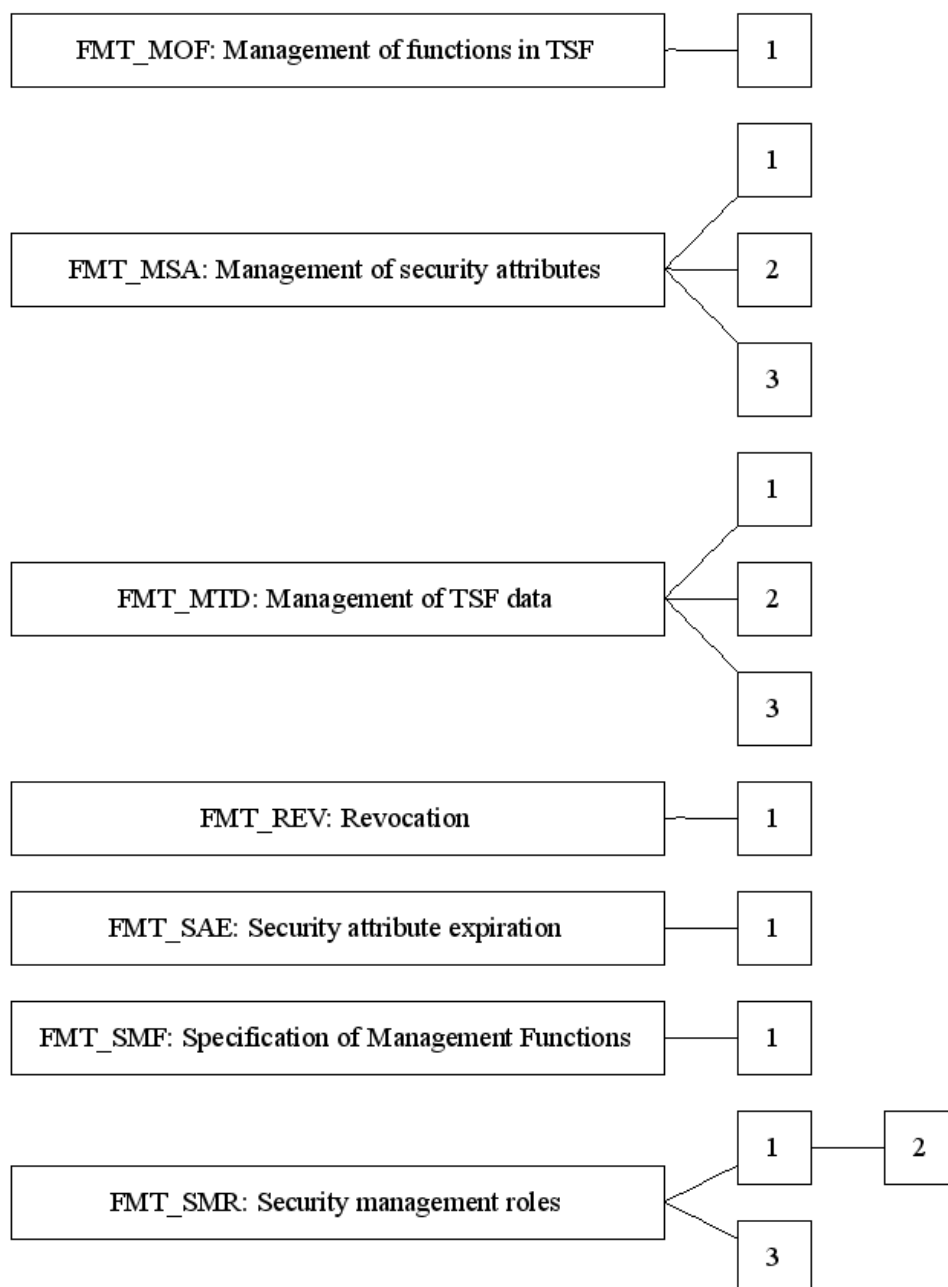 FMT_MOF: Management of functions in TSF
1
1
FMT_MSA: Management of security attributes
2
3
1
FMT_MTD: Management of TSF data
2
3
FMT_REV: Revocation
1
FMT_SAE: Security attribute expiration
1
FMT_SMF: Specification of Management Functions
1
1
2
FMT_SMR: Security management roles
3